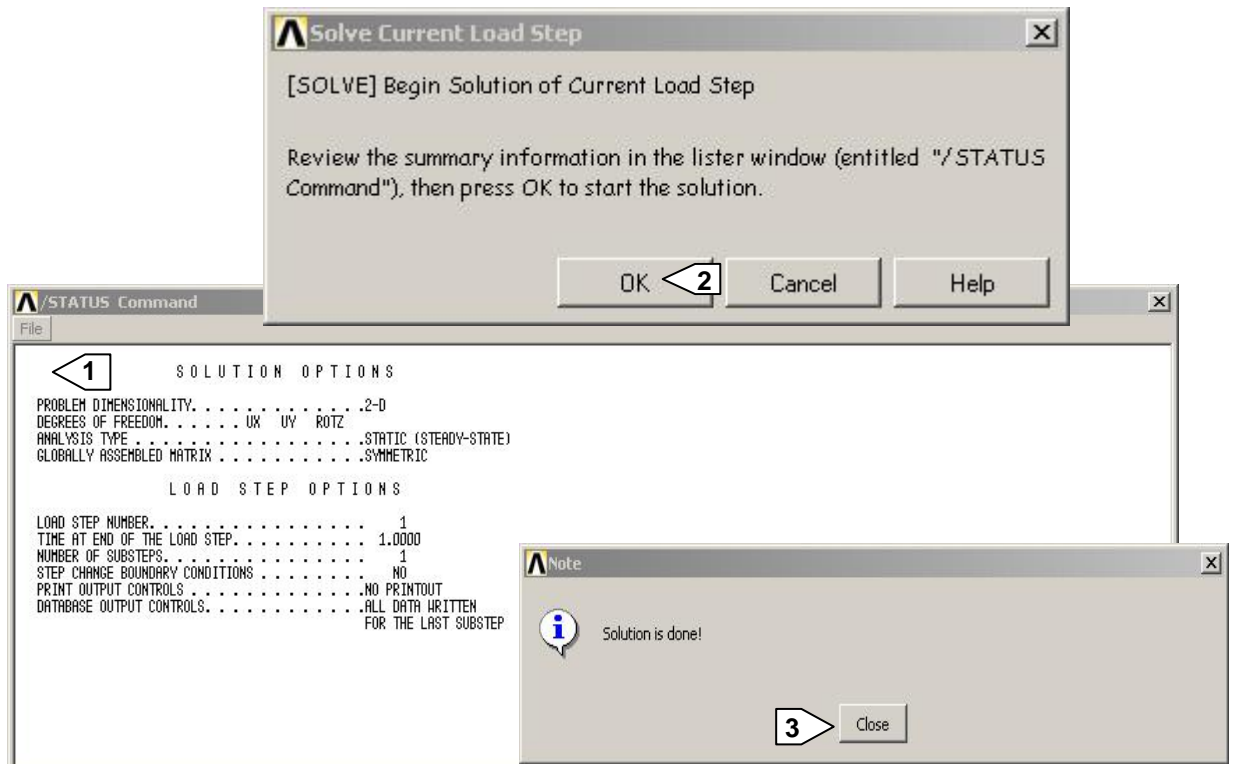 Solve Current Load Step
[SOLVE] Begin Solution of Current Load Step
Review the summary information in the lister window (entitled "/STATUS
Command"), then press OK to start the solution.
OK 2 Cancel Help
/STATUS Command
File
1 SOLUTION OPTIONS
PROBLEM DIMENSIONALITY. . . . . . . . . . . . .2-D
DEGREES OF FREEDOM. . . . . . UX UY ROTZ
ANALYSIS TYPE . . . . . . . . . . . . . . . . .STATIC (STEADY-STATE)
GLOBALLY ASSEMBLED MATRIX . . . . . . . . . . .SYMMETRIC
LOAD STEP OPTIONS
LOAD STEP NUMBER. . . . . . . . . . . . . . . . 1
TIME AT END OF THE LOAD STEP. . . . . . . . . . 1.0000
NUMBER OF SUBSTEPS. . . . . . . . . . . . . . . 1
STEP CHANGE BOUNDARY CONDITIONS . . . . . . . . NO
PRINT OUTPUT CONTROLS . . . . . . . . . . . . .NO PRINTOUT
DATABASE OUTPUT CONTROLS. . . . . . . . . . . .ALL DATA WRITTEN
FOR THE LAST SUBSTEP
Note
Solution is done!
3 Close